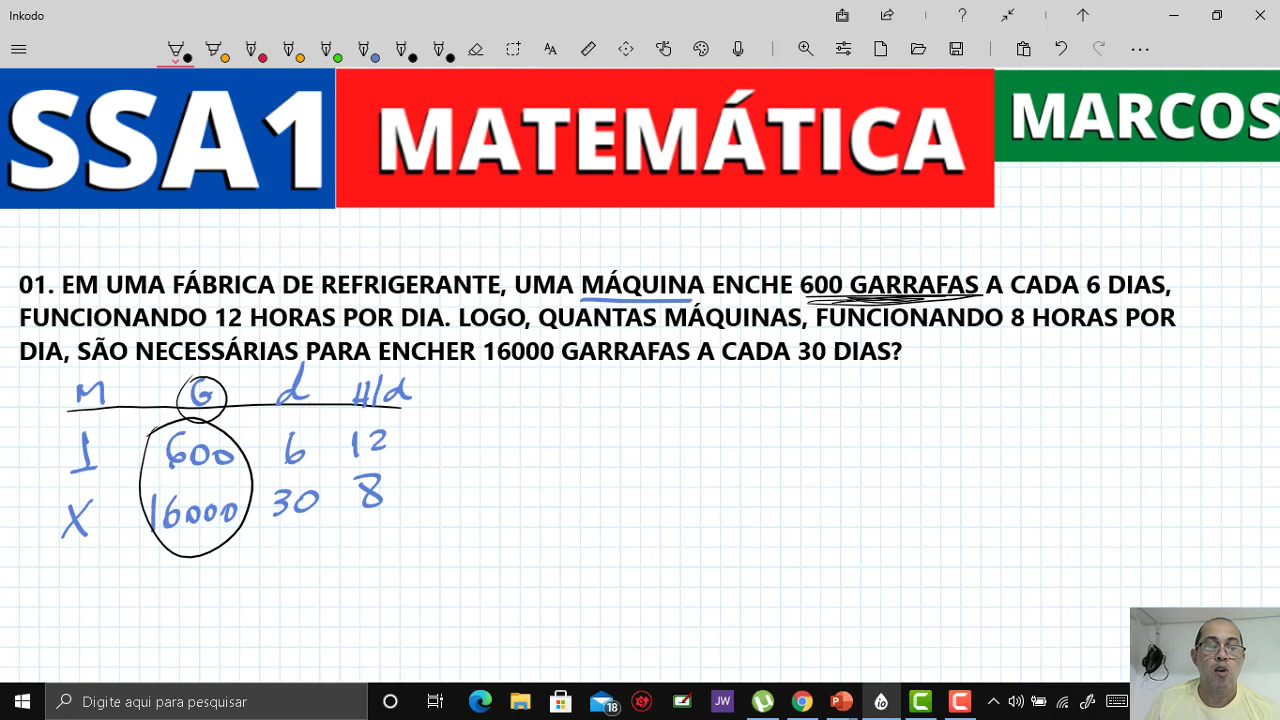 Inkodo
SSA1
MATEMÁTICA
MARCOS
01. EM UMA FÁBRICA DE REFRIGERANTE, UMA MÁQUINA ENCHE 600 GARRAFAS A CADA 6 DIAS,
FUNCIONANDO 12 HORAS POR DIA. LOGO, QUANTAS MÁQUINAS, FUNCIONANDO 8 HORAS POR
DIA, SÃO NECESSÁRIAS PARA ENCHER 16000 GARRAFAS A CADA 30 DIAS?
M G d H/d
1 600 6 12
X 16000 30 8
Digite aqui para pesquisar
18
JW